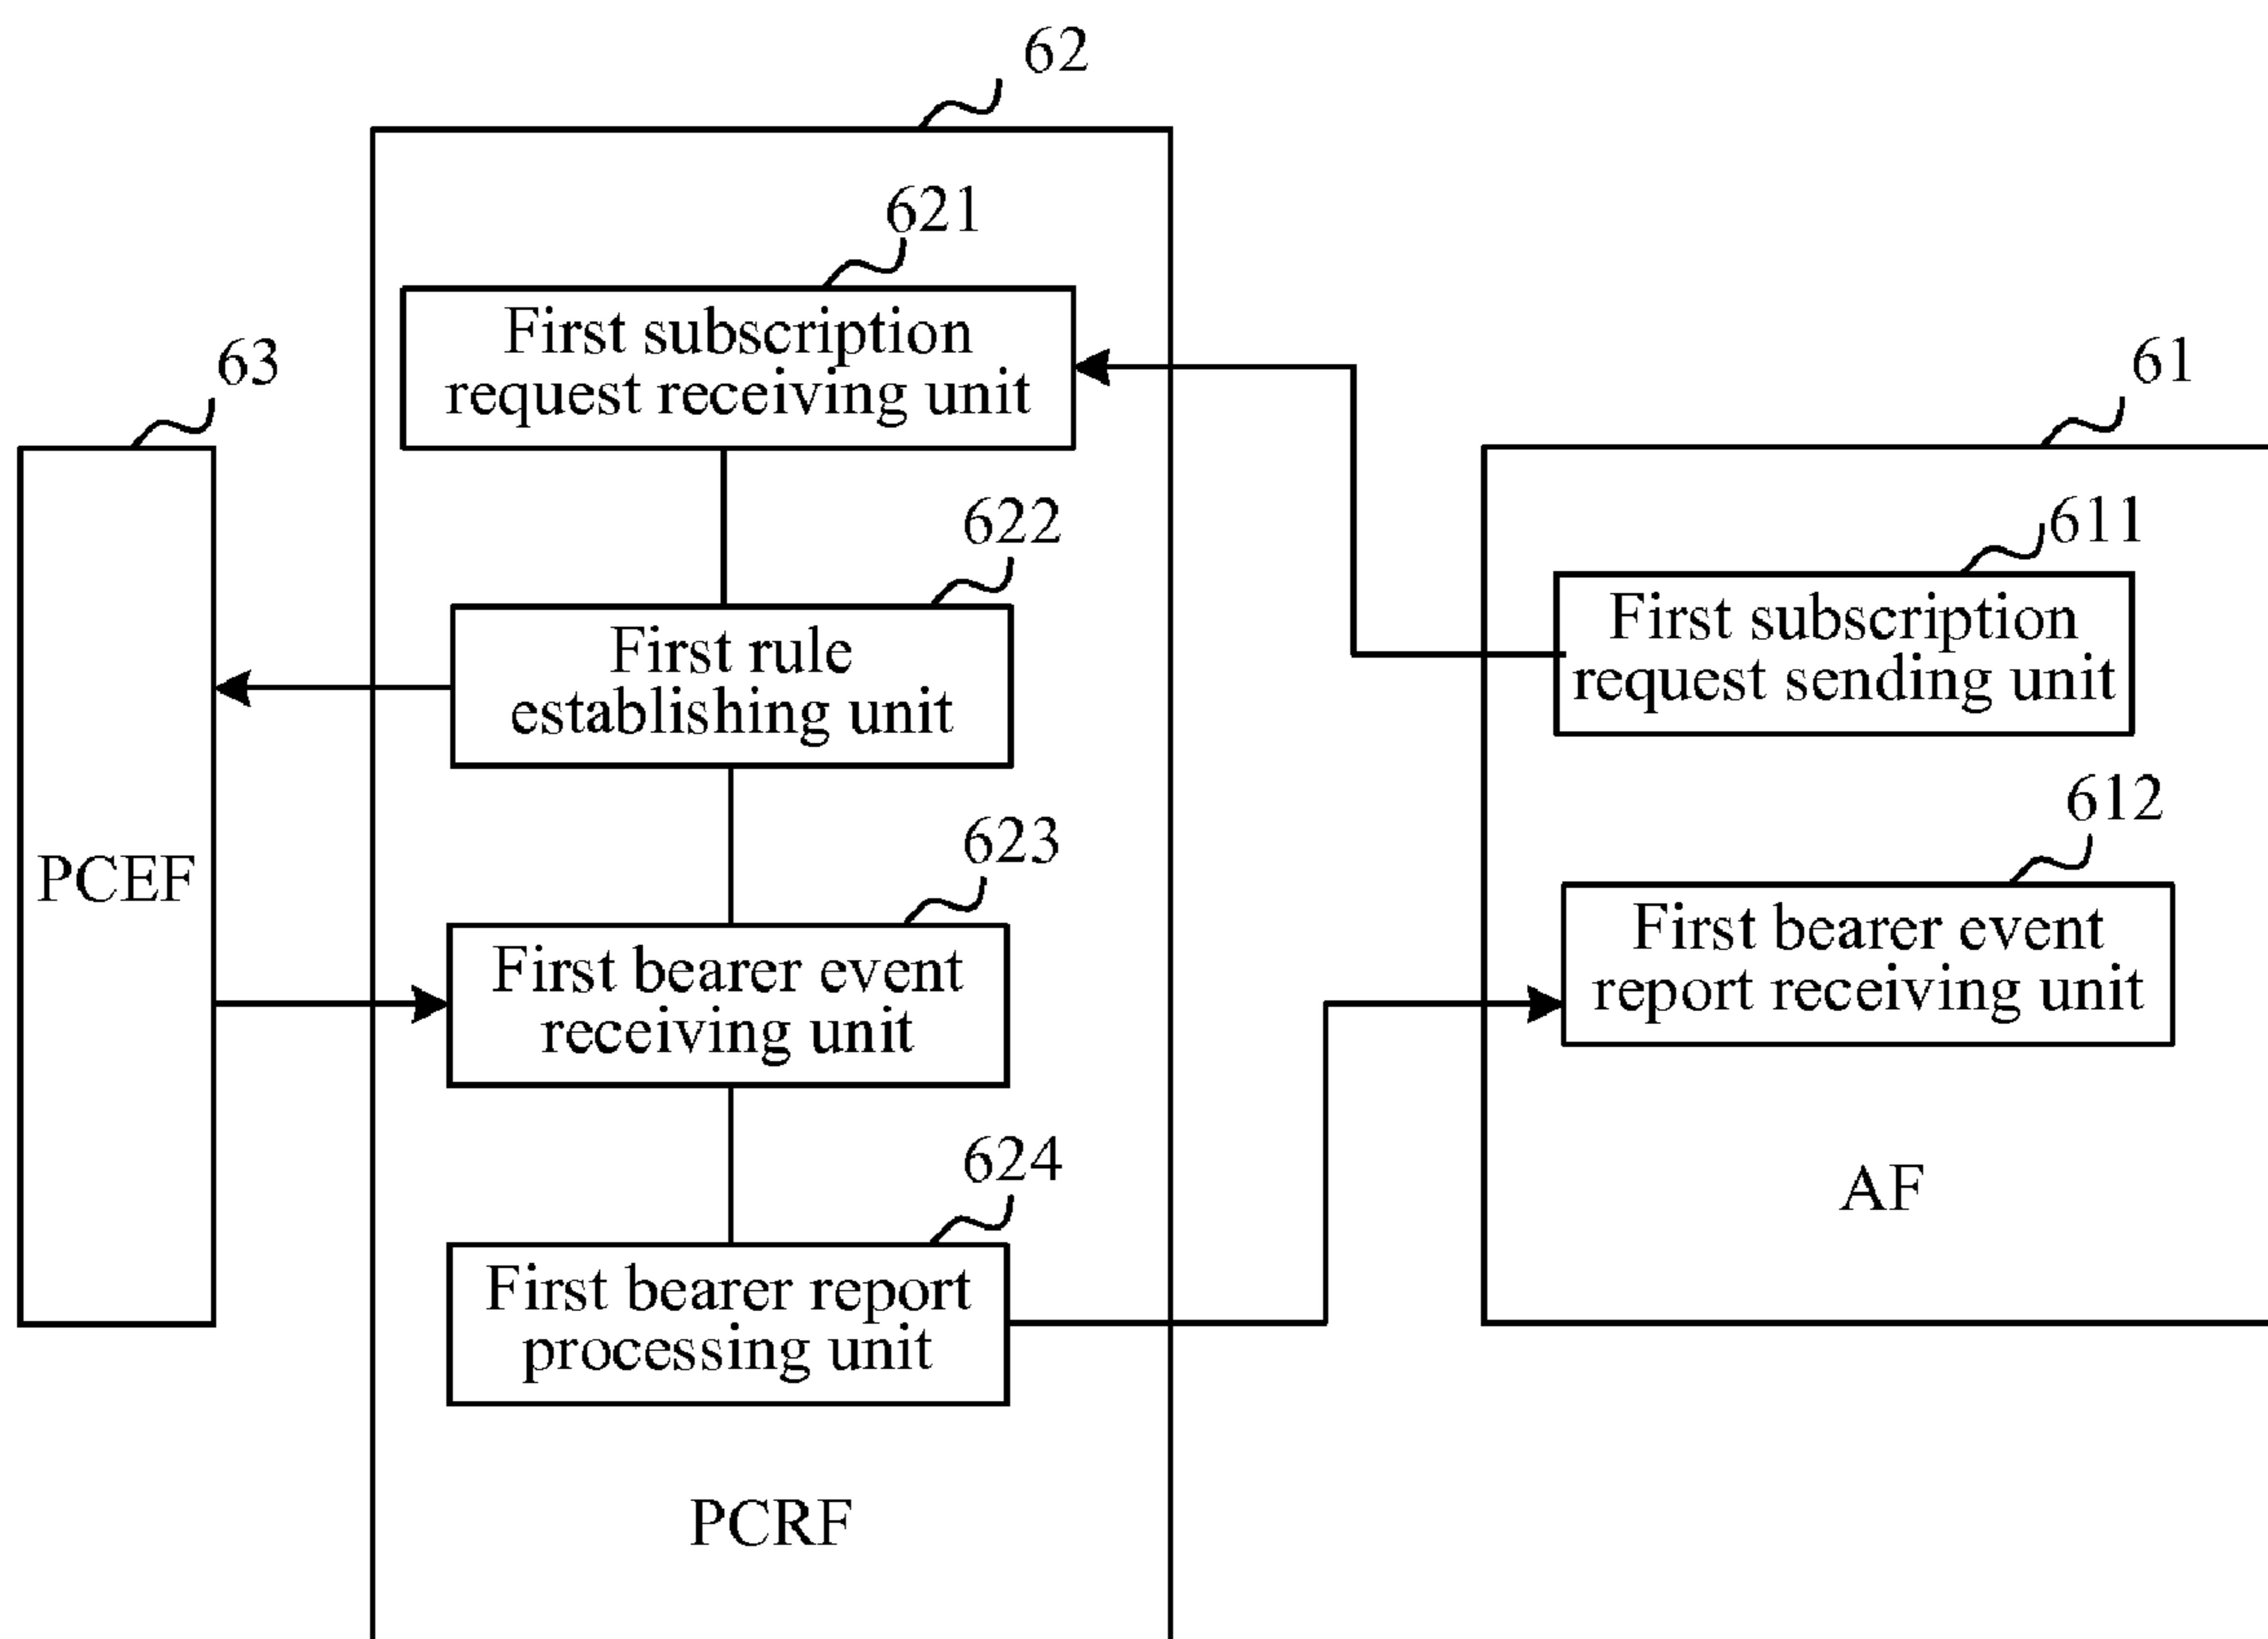 62
621
First subscription
request receiving unit
63
61
622
611
First rule
establishing unit
First subscription
request sending unit
623
612
PCEF
First bearer event
receiving unit
First bearer event
report receiving unit
624
First bearer report
processing unit
AF
PCRF